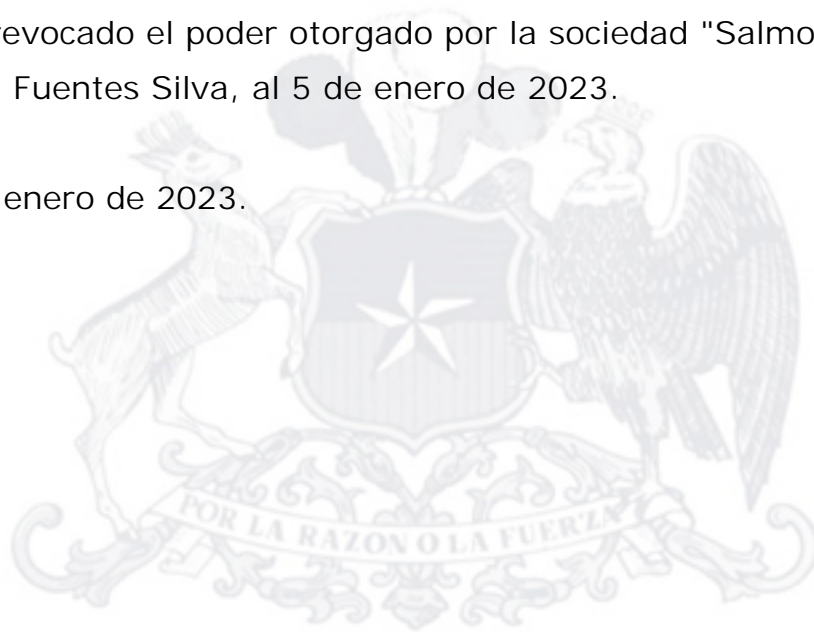 revocado el poder otorgado por la sociedad "Salmo
Fuentes Silva, al 5 de enero de 2023.
enero de 2023.
POR LA RAZON O LA FUERZA